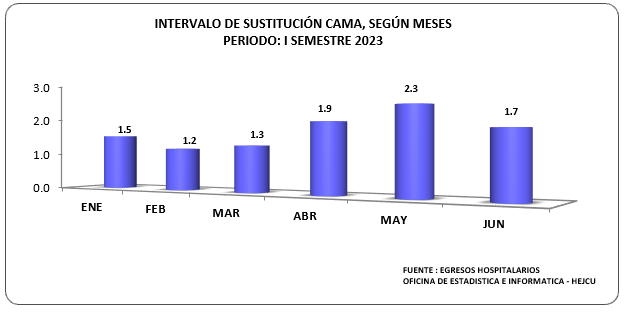 INTERVALO DE SUSTITUCIÓN CAMA, SEGÚN MESES
PERIODO: I SEMESTRE 2023
3.0
2.0
1.0
0.0
1.5
1.2
1.3
1.9
2.3
1.7
ENE
FEB
MAR
ABR
MAY
JUN
FUENTE : EGRESOS HOSPITALARIOS
OFICINA DE ESTADISTICA E INFORMATICA - HEJCU